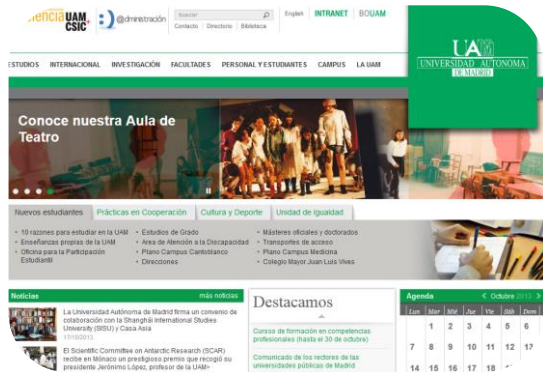 UAM
CSIC
@dministración
Buscar
Contacto | Directorio | Biblioteca
English | INTRANET | BOUAM
ESTUDIOS INTERNACIONAL INVESTIGACIÓN FACULTADES PERSONAL Y ESTUDIANTES CAMPUS LA UAM
UAM
UNIVERSIDAD AUTONOMA
DE MADRID
Conoce nuestra Aula de
Teatro
Nuevos estudiantes Prácticas en Cooperación Cultura y Deporte Unidad de Igualdad
10 razones para estudiar en la UAM
Enseñanzas propias de la UAM
Oficina para la Participación
Estudiantil
Estudios de Grado
Area de Atención a la Discapacidad
Plano Campus Cantoblanco
Direcciones
Másteres oficiales y doctorados
Transportes de acceso
Plano Campus Medicina
Colegio Mayor Juan Luis Vives
Noticias más noticias
La Universidad Autónoma de Madrid firma un convenio de
colaboración con la Shanghái International Studies
University (SISU) y Casa Asia
17/10/2013
El Scientific Committee on Antarctic Research (SCAR)
recibe en Mónaco un prestigioso premio que recogió su
presidente Jerónimo López, profesor de la UAM
Destacamos
Cursos de formación en competencias
profesionales (hasta el 30 de octubre)
Comunicado de los rectores de las
universidades públicas de Madrid
Agenda < Octubre 2013 >
Lun Mar Mié Jue Vie Sáb Dom
1 2 3 4 5 6
7 8 9 10 11 12 13
14 15 16 17 18